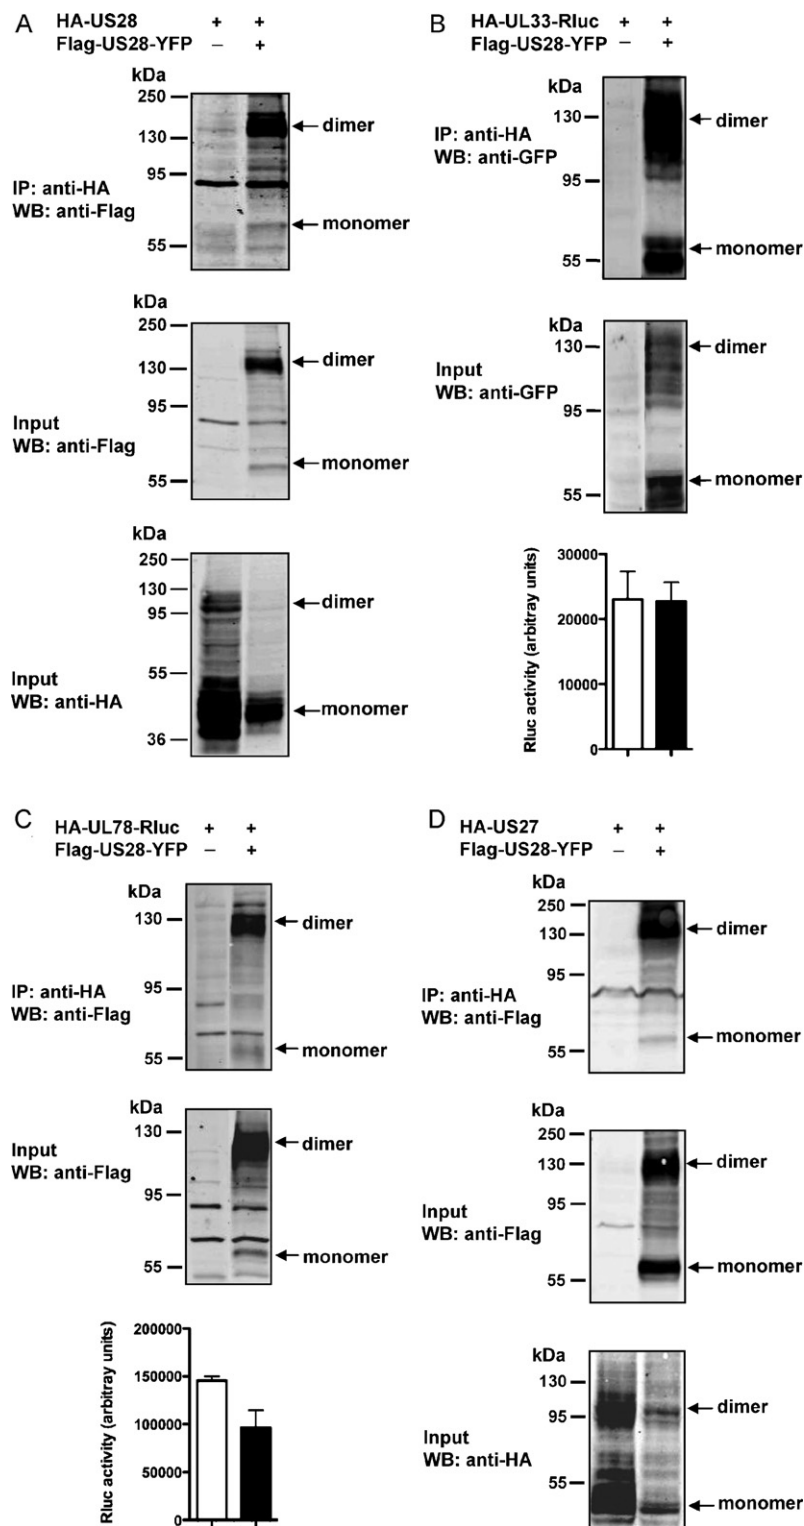 A
HA-US28 + +
Flag-US28-YFP – +
kDa
250
130
95
55
IP: anti-HA
WB: anti-Flag
dimer
monomer
kDa
250
130
95
55
Input
WB: anti-Flag
dimer
monomer
250
130
95
55
36
Input
WB: anti-HA
dimer
monomer
B
HA-UL33-Rluc + +
Flag-US28-YFP – +
kDa
130
95
55
IP: anti-HA
WB: anti-GFP
dimer
monomer
kDa
130
95
55
Input
WB: anti-GFP
dimer
monomer
Rluc activity (arbitray units)
30000
20000
10000
0
C
HA-UL78-Rluc + +
Flag-US28-YFP – +
kDa
130
95
55
IP: anti-HA
WB: anti-Flag
dimer
monomer
kDa
130
95
55
Input
WB: anti-Flag
dimer
monomer
Rluc activity (arbitray units)
200000
150000
100000
50000
0
D
HA-US27 + +
Flag-US28-YFP – +
kDa
250
130
95
55
IP: anti-HA
WB: anti-Flag
dimer
monomer
kDa
250
130
95
55
Input
WB: anti-Flag
dimer
monomer
kDa
130
95
55
Input
WB: anti-HA
dimer
monomer